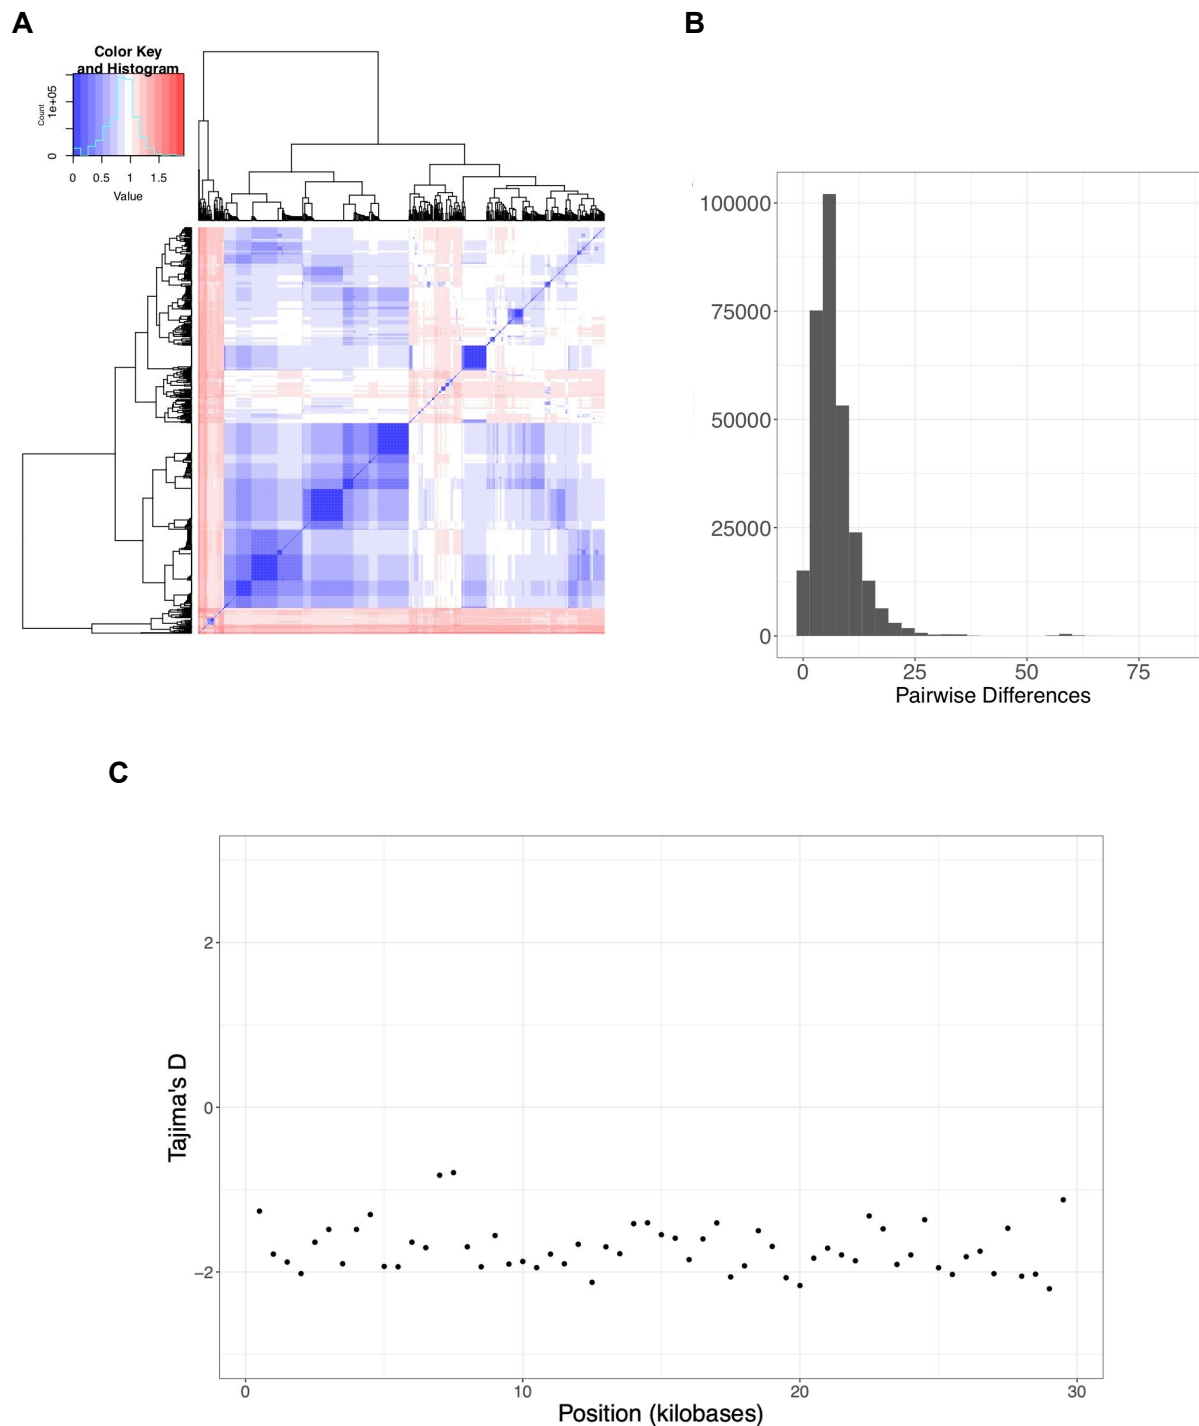 A
B
Color Key
and Histogram
Count
0
1e+05
0 0.5 1 1.5
Value
100000
75000
50000
25000
0
0 25 50 75
Pairwise Differences
C
Tajima's D
2
0
−2
0 10 20 30
Position (kilobases)